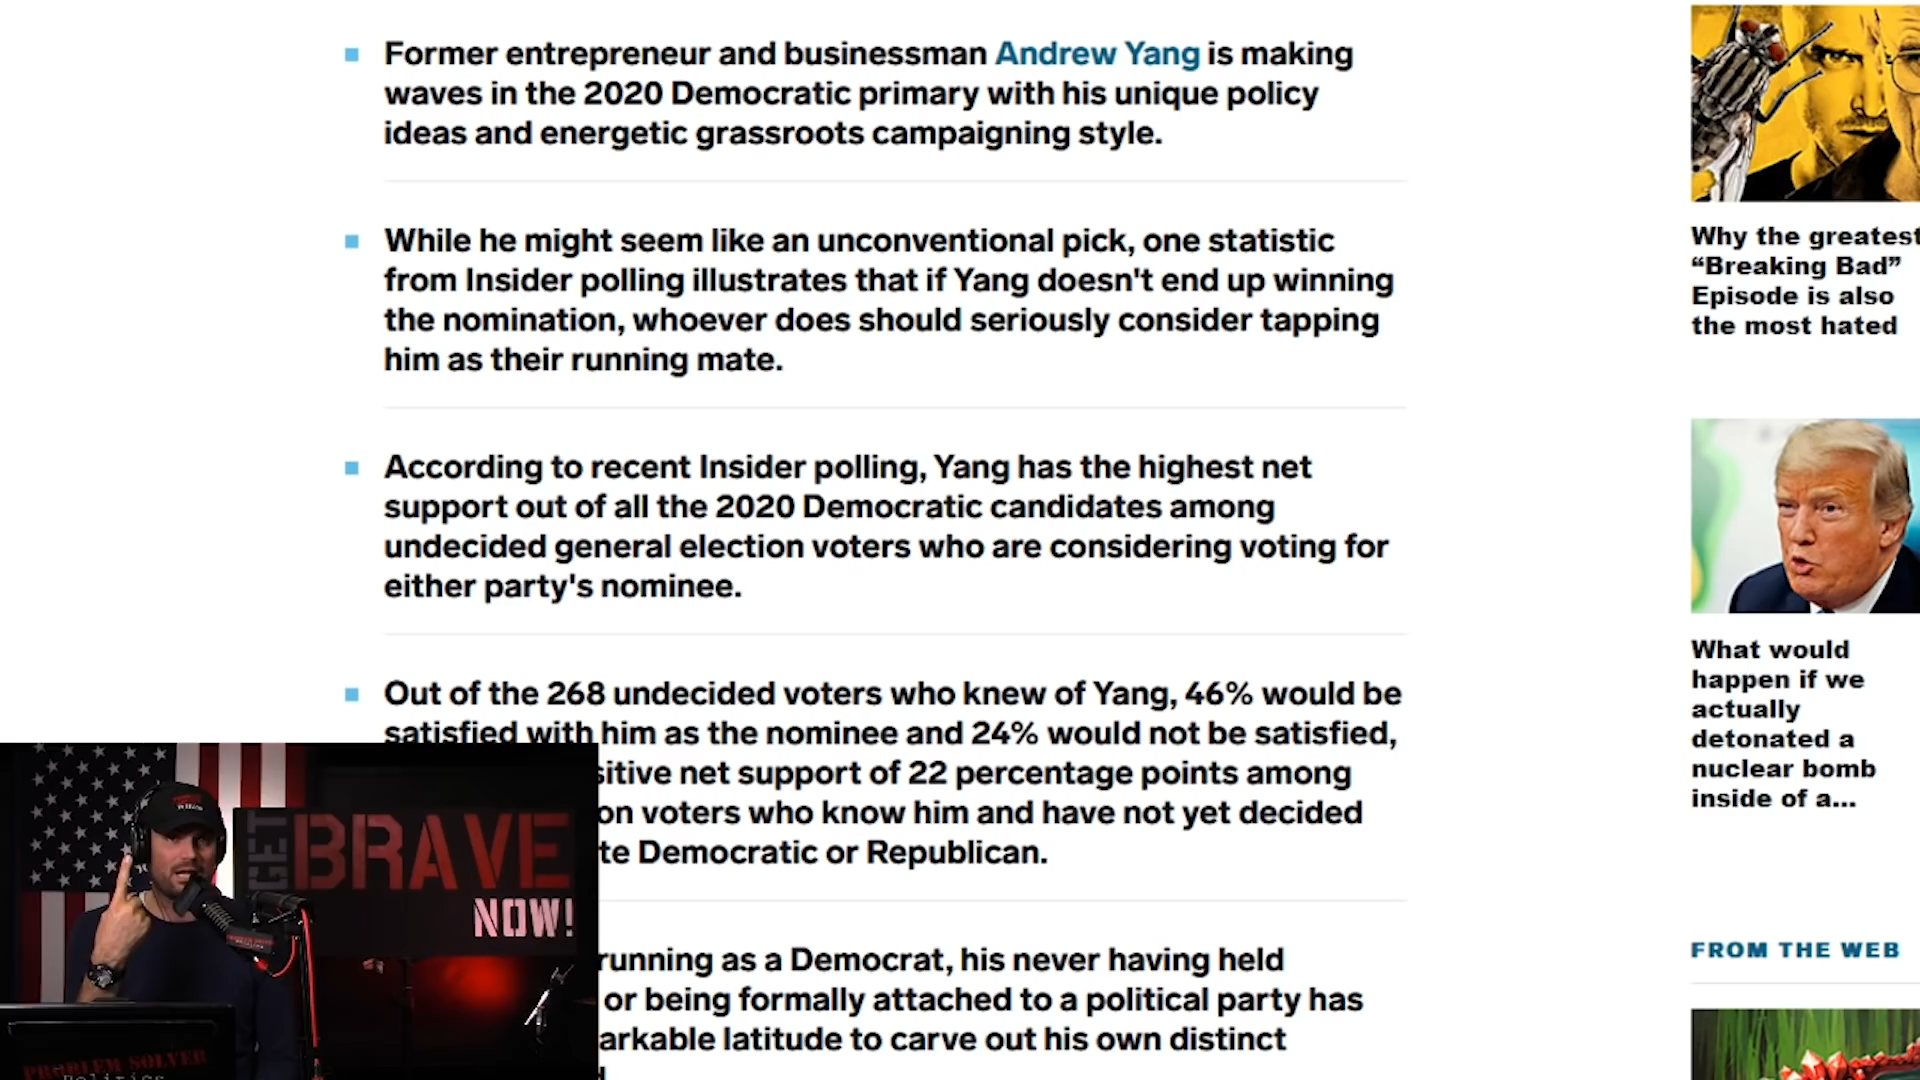 Former entrepreneur and businessman Andrew Yang is making
waves in the 2020 Democratic primary with his unique policy
ideas and energetic grassroots campaigning style.
While he might seem like an unconventional pick, one statistic
from Insider polling illustrates that if Yang doesn't end up winning
the nomination, whoever does should seriously consider tapping
him as their running mate.
According to recent Insider polling, Yang has the highest net
support out of all the 2020 Democratic candidates among
undecided general election voters who are considering voting for
either party's nominee.
Out of the 268 undecided voters who knew of Yang, 46% would be
satisfied with him as the nominee and 24% would not be satisfied,
sitive net support of 22 percentage points among
on voters who know him and have not yet decided
te Democratic or Republican.
running as a Democrat, his never having held
or being formally attached to a political party has
arkable latitude to carve out his own distinct
Why the greatest
“Breaking Bad”
Episode is also
the most hated
What would
happen if we
actually
detonated a
nuclear bomb
inside of a...
FROM THE WEB
GET
BRAVE
NOW!
PROBLEM SOLVER
Politics